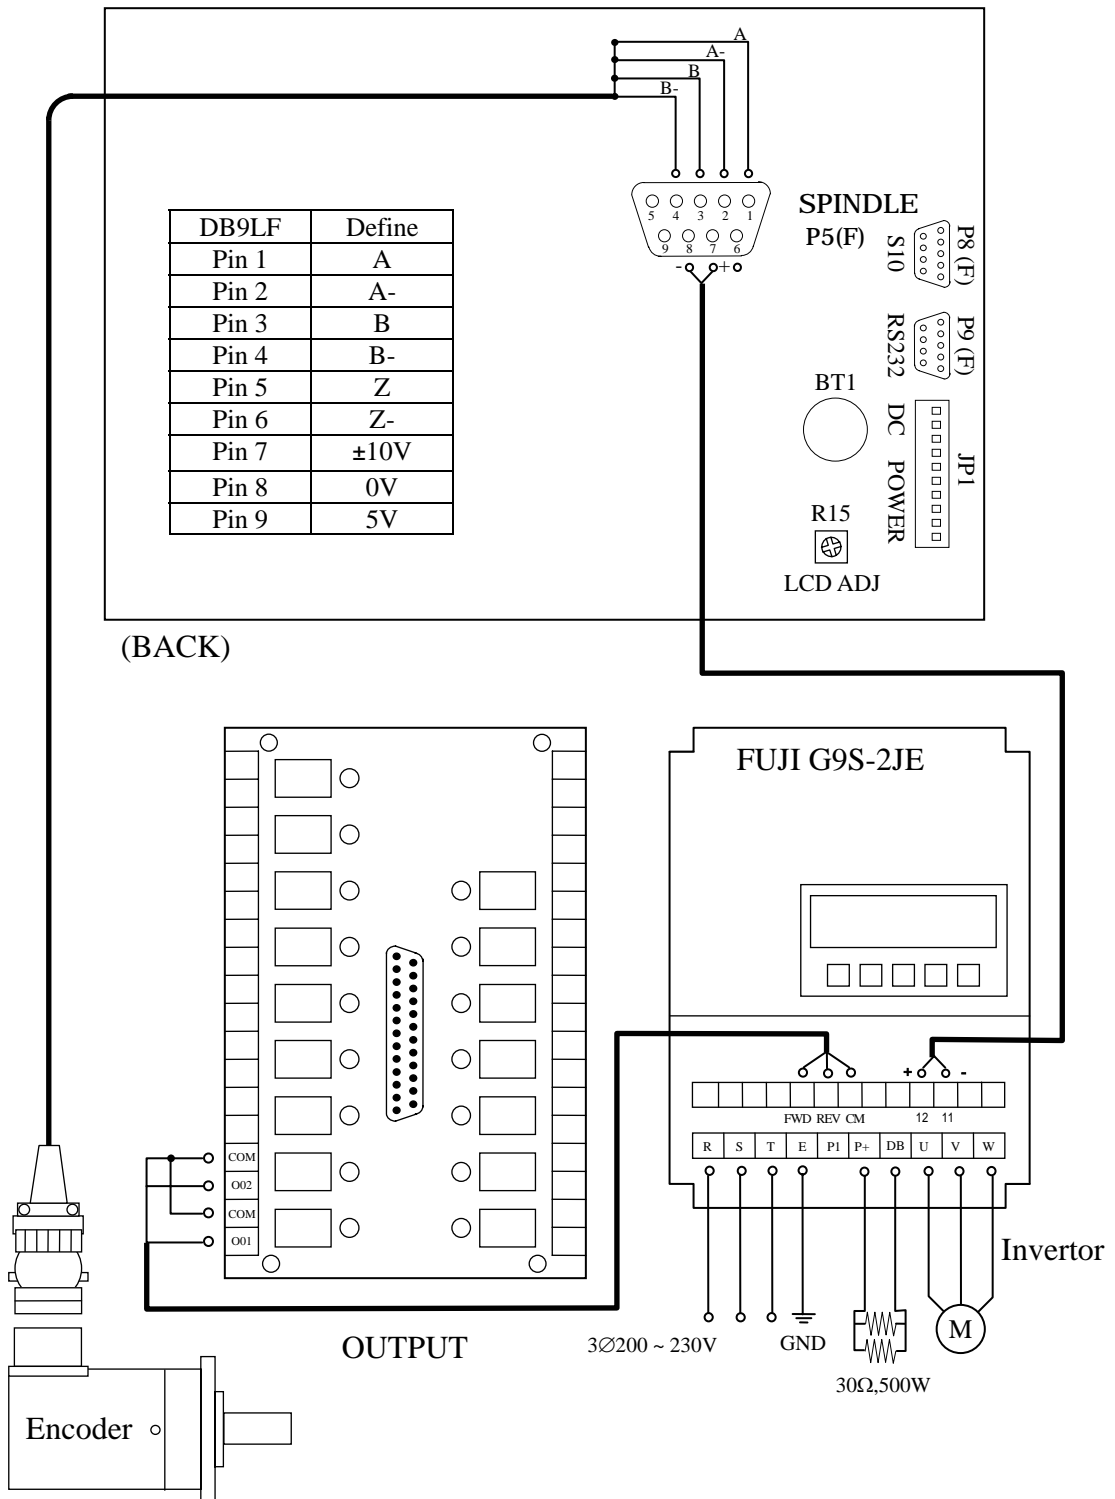 A
A-
B
B-
5 4 3 2 1
9 8 7 6
- +
SPINDLE
P5(F)
P8 (F)
S10
P9 (F)
RS232
BT1
DC POWER
JP1
R15
LCD ADJ
DB9LF Define
Pin 1 A
Pin 2 A-
Pin 3 B
Pin 4 B-
Pin 5 Z
Pin 6 Z-
Pin 7 ±10V
Pin 8 0V
Pin 9 5V
(BACK)
FUJI G9S-2JE
+ -
FWD REV CM 12 11
R S T E P1 P+ DB U V W
COM
O02
COM
O01
Invertor
OUTPUT
3∅200 ~ 230V
GND
M
30Ω,500W
Encoder